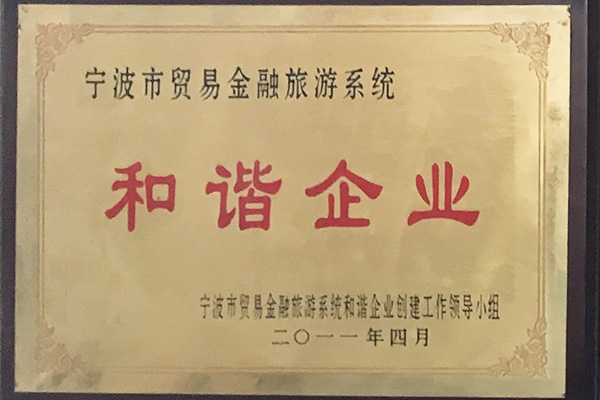 宁波市贸易金融旅游系统
和谐企业
宁波市贸易金融旅游系统和谐企业创建工作领导小组
二〇一一年四月